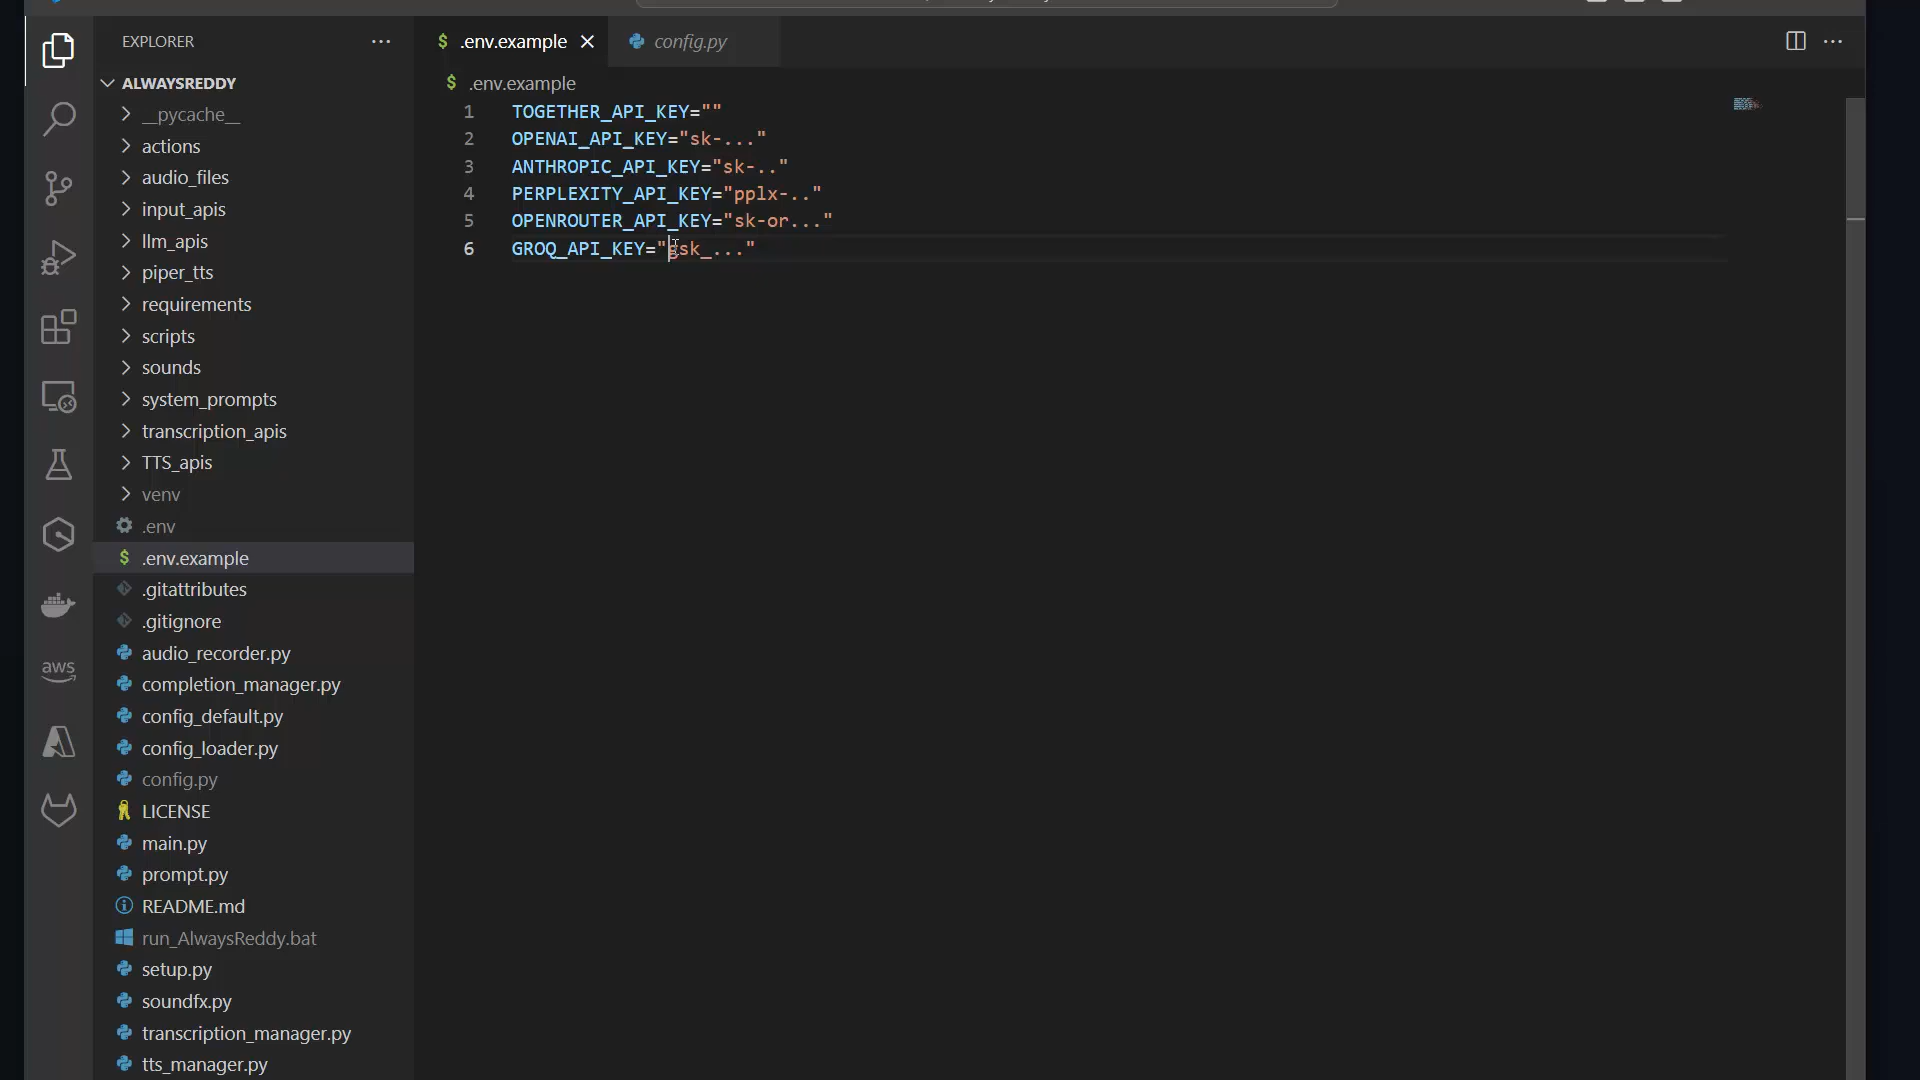 EXPLORER
ALWAYSREDDY
__pycache__
actions
audio_files
input_apis
llm_apis
piper_tts
requirements
scripts
sounds
system_prompts
transcription_apis
TTS_apis
venv
.env
$ .env.example
.gitattributes
.gitignore
audio_recorder.py
completion_manager.py
config_default.py
config_loader.py
config.py
LICENSE
main.py
prompt.py
README.md
run_AlwaysReddy.bat
setup.py
soundfx.py
transcription_manager.py
tts_manager.py
aws
$ .env.example
config.py
$ .env.example
1 TOGETHER_API_KEY=""
2 OPENAI_API_KEY="sk-..."
3 ANTHROPIC_API_KEY="sk-.."
4 PERPLEXITY_API_KEY="pplx-.."
5 OPENROUTER_API_KEY="sk-or..."
6 GROQ_API_KEY="gsk_..."